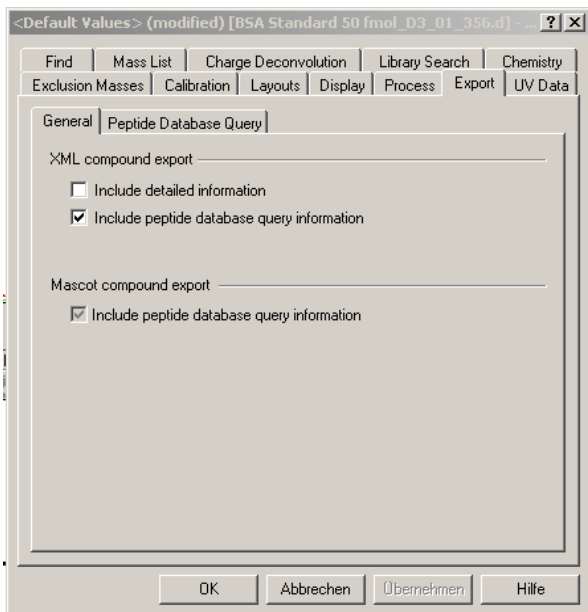 <Default Values> (modified) [BSA Standard 50 fmol_D3_01_356.d] - ...
Find Mass List Charge Deconvolution Library Search Chemistry
Exclusion Masses Calibration Layouts Display Process Export UV Data
General Peptide Database Query
XML compound export
Include detailed information
Include peptide database query information
Mascot compound export
Include peptide database query information
OK Abbrechen Übernehmen Hilfe